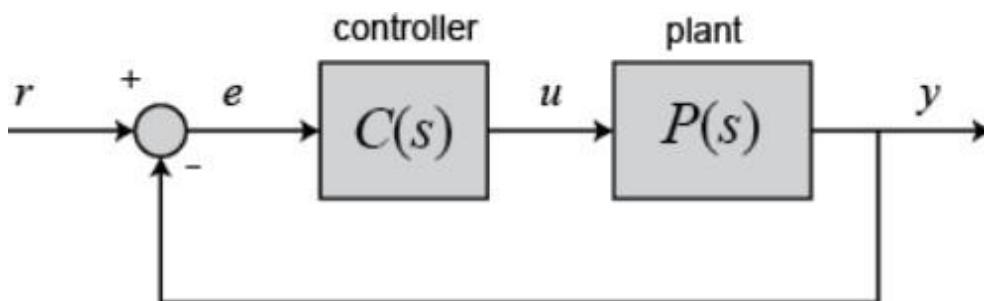 controller plant
r + e C(s) u P(s) y
−